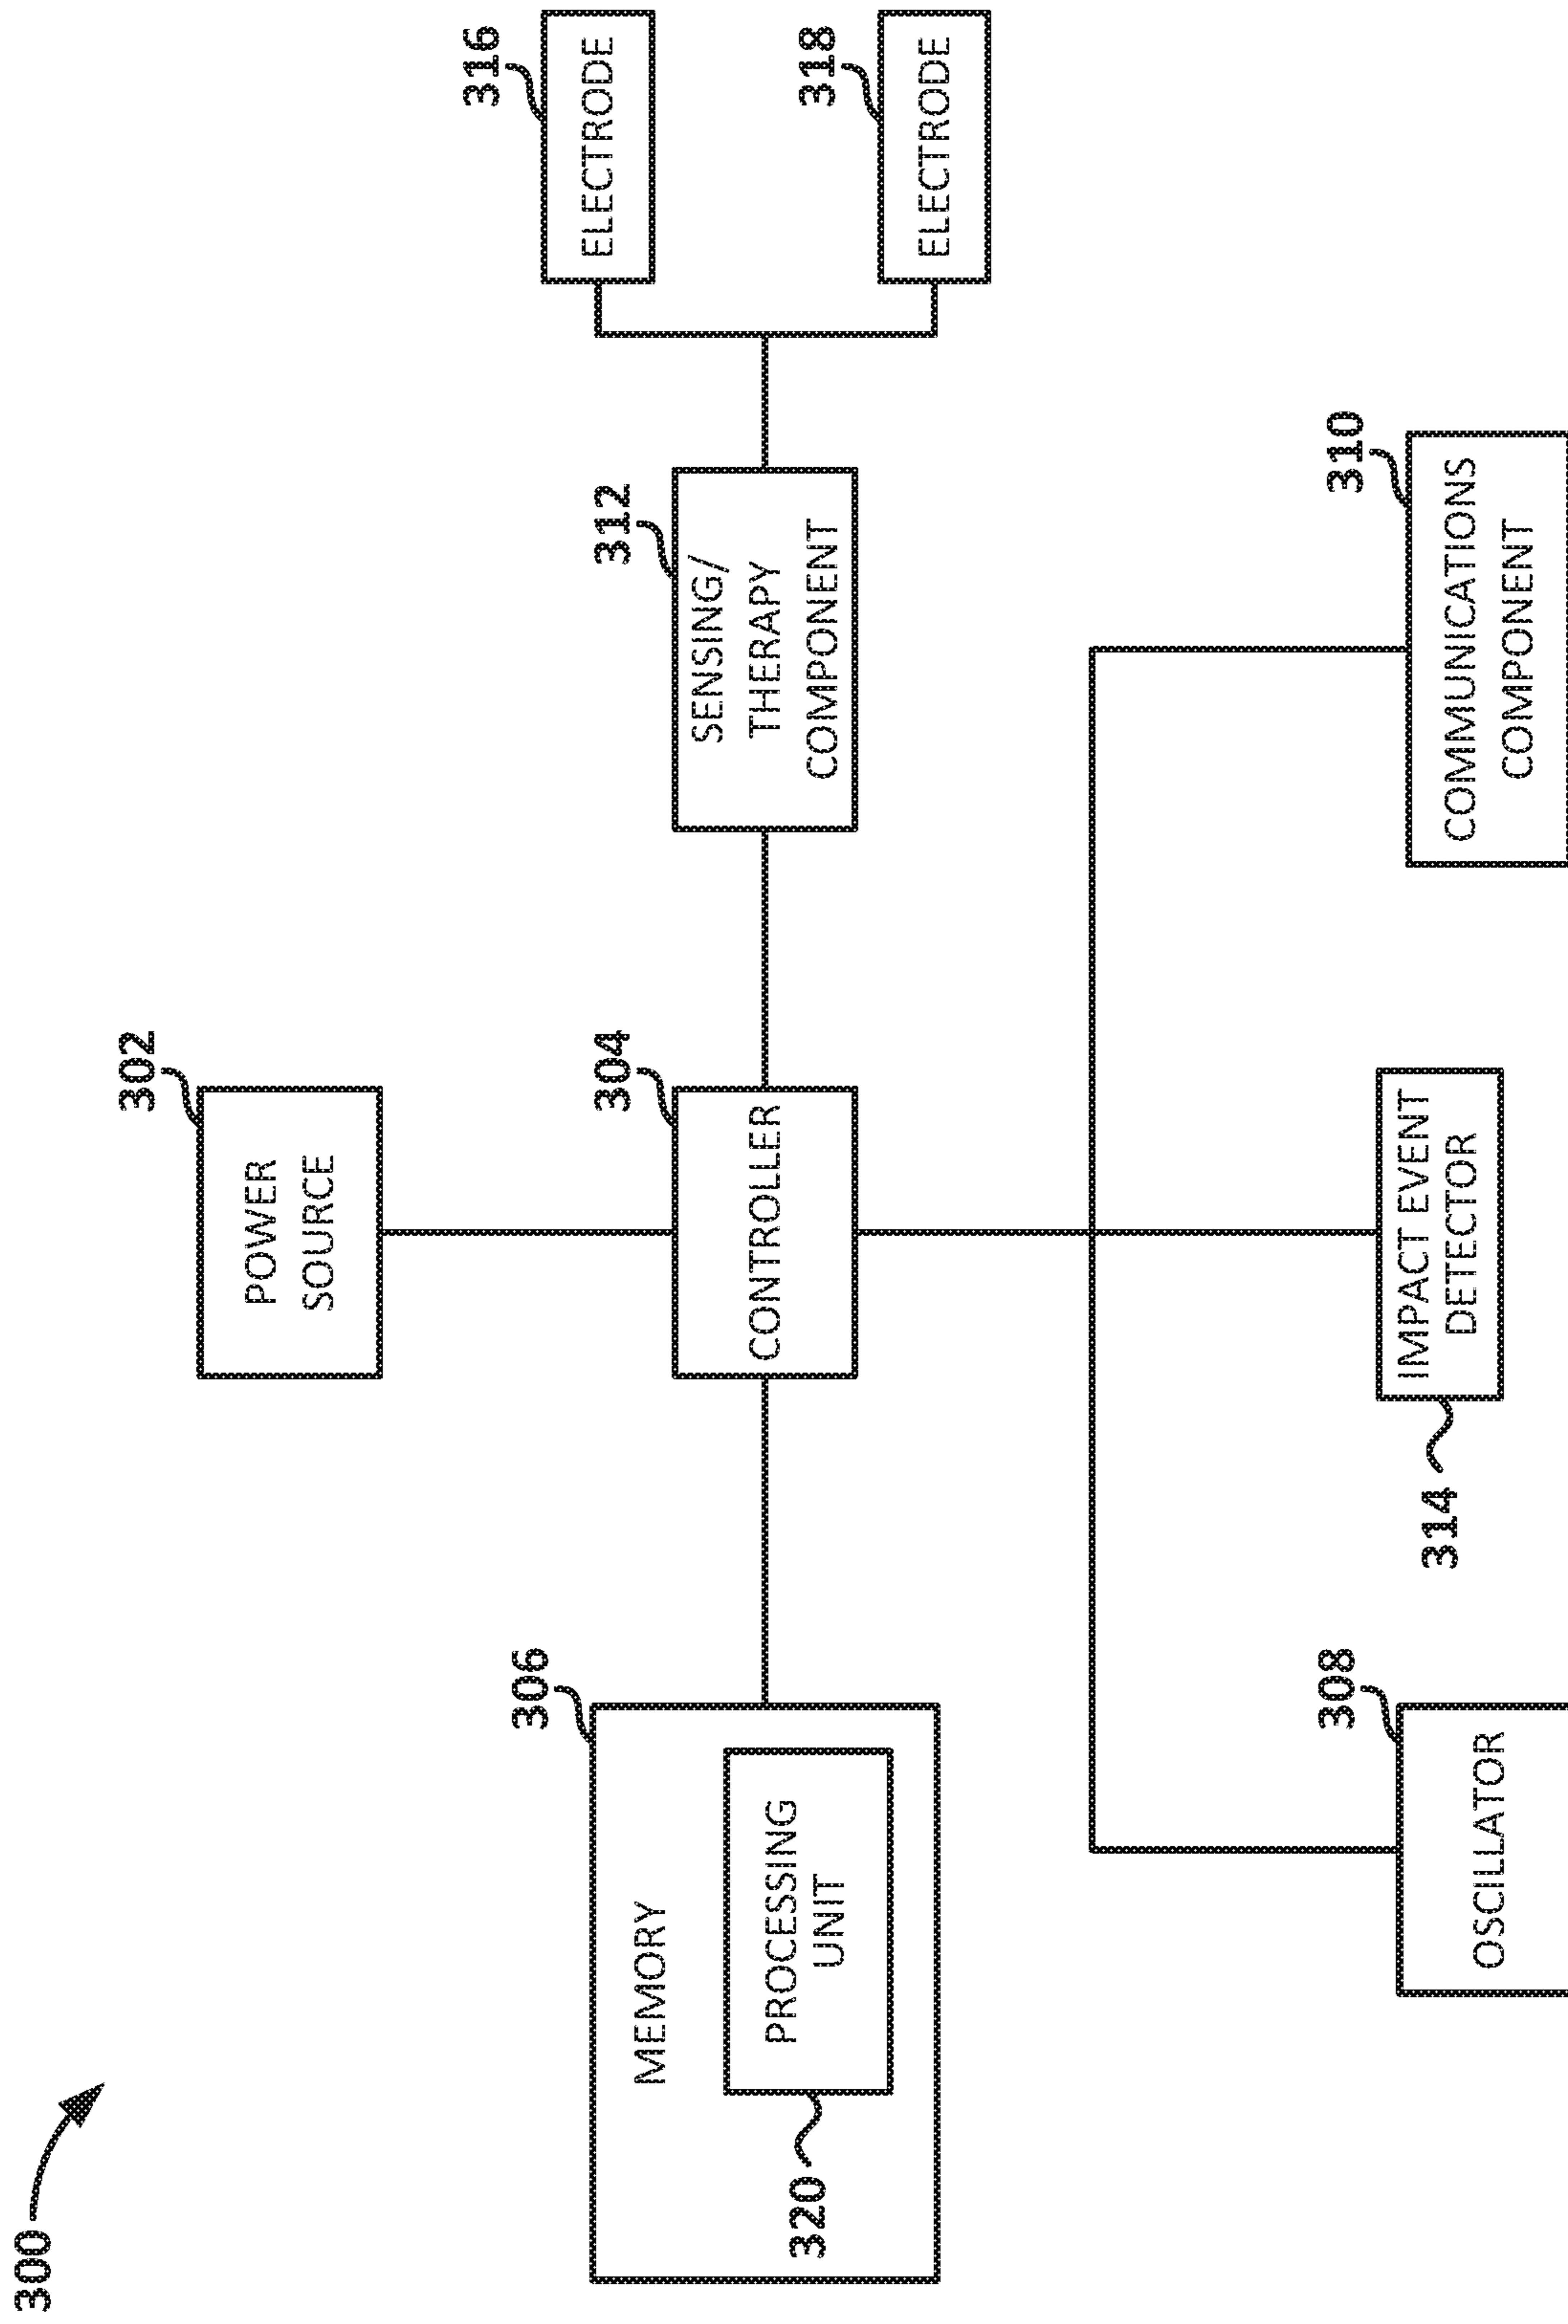 300
302
POWER
SOURCE
316
ELECTRODE
306
MEMORY
320
PROCESSING
UNIT
304
CONTROLLER
312
SENSING/
THERAPY
COMPONENT
318
ELECTRODE
308
OSCILLATOR
314
IMPACT EVENT
DETECTOR
310
COMMUNICATIONS
COMPONENT